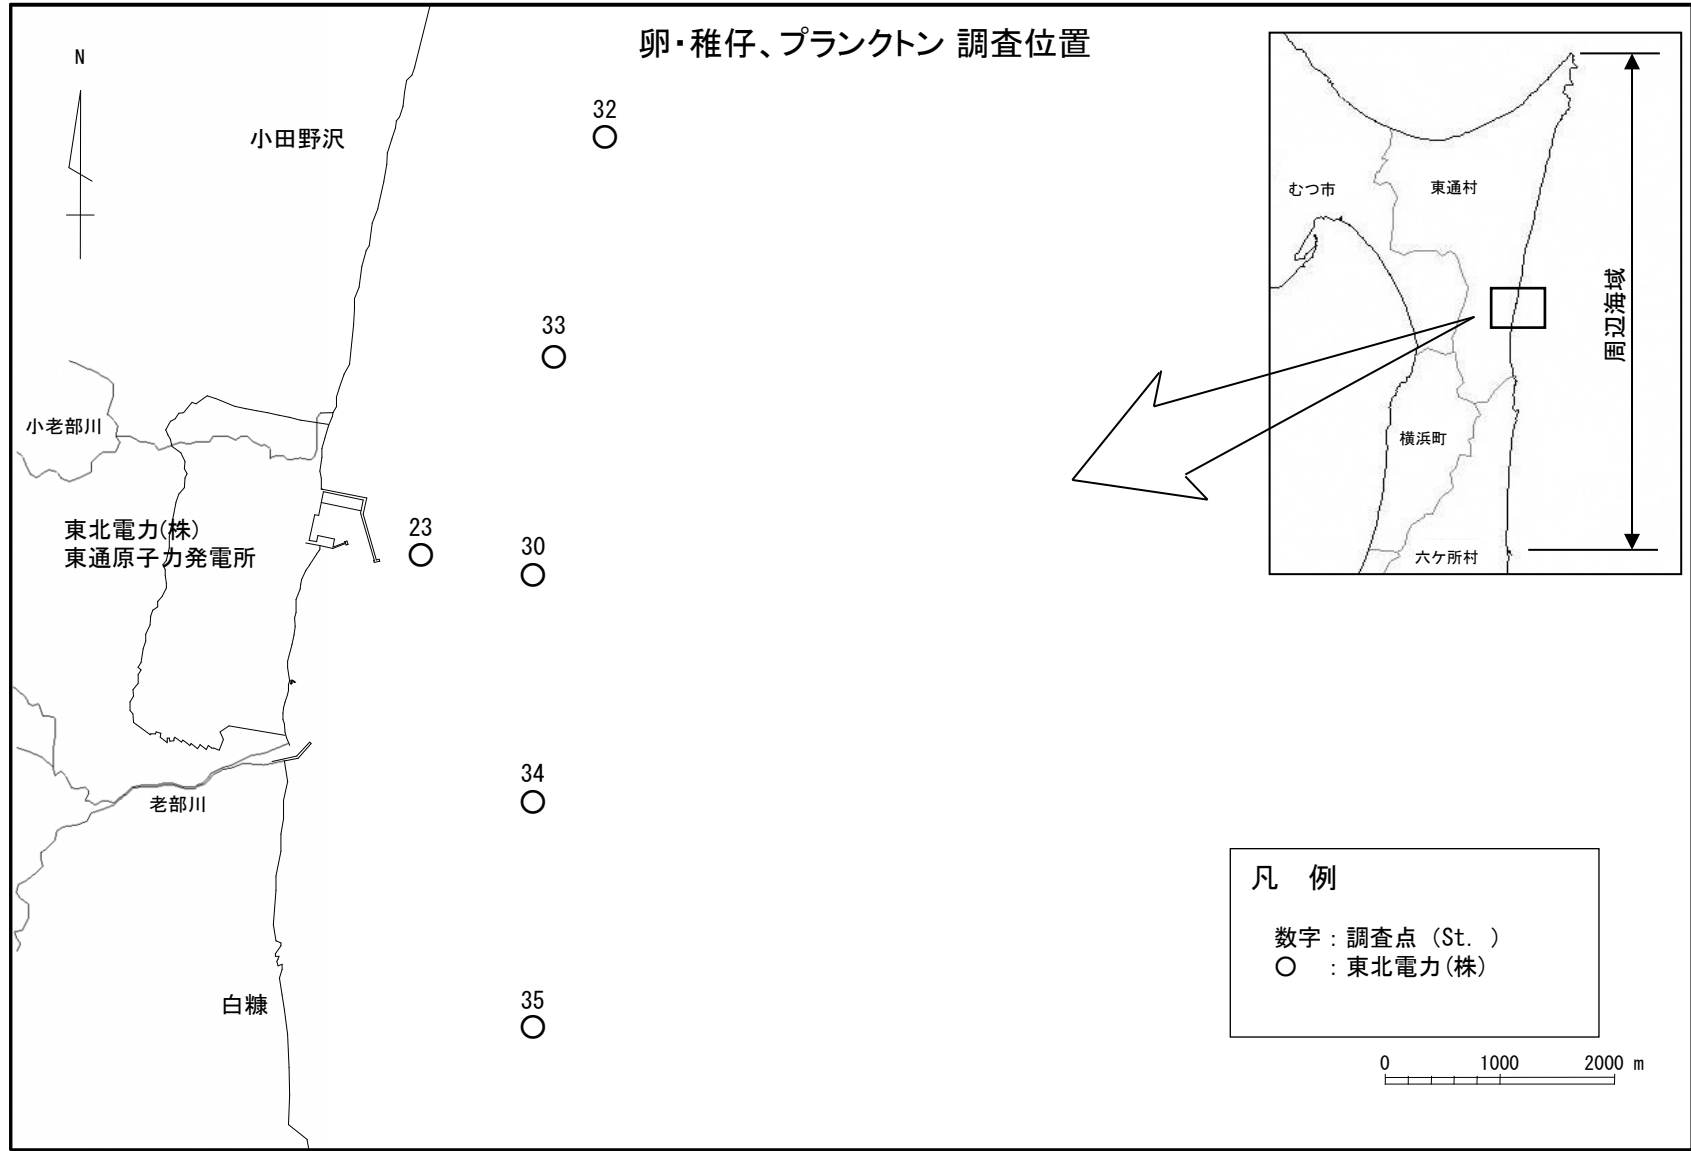 卵・稚仔、プランクトン 調査位置
N
小田野沢
32
33
小老部川
東北電力(株)
東通原子力発電所
23
30
34
老部川
白糠
35
むつ市
東通村
周辺海域
横浜町
六ケ所村
凡 例
数字 : 調査点 (St. )
○ : 東北電力(株)
0 1000 2000 m